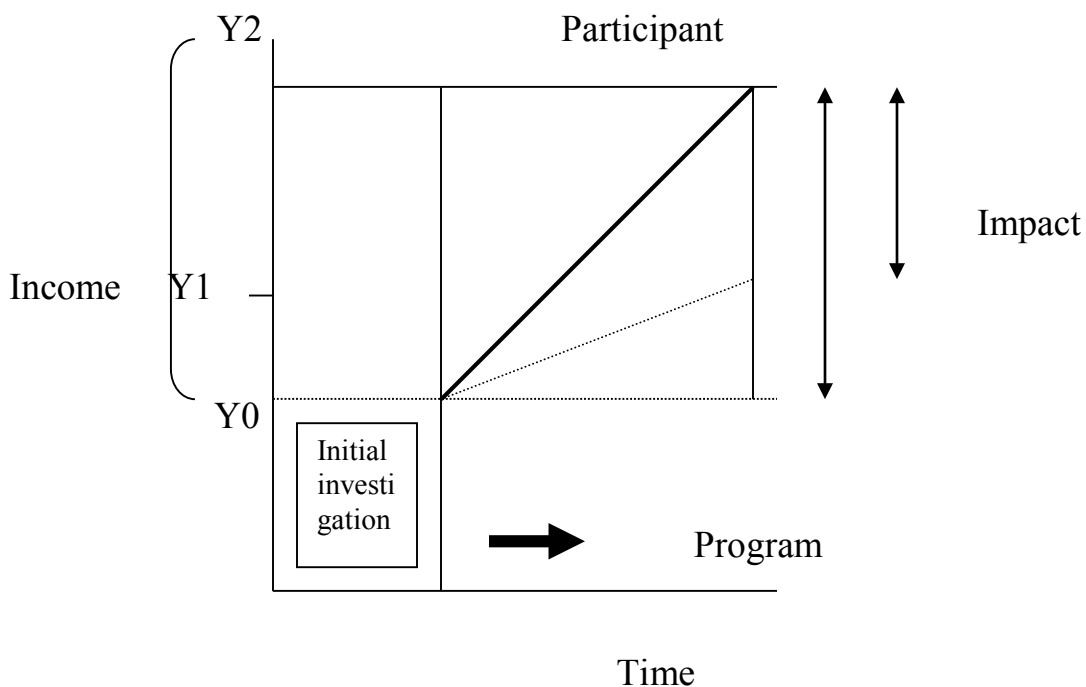 Y2
Participant
Impact
Income
Y1
Y0
Initial
investi
gation
Program
Time